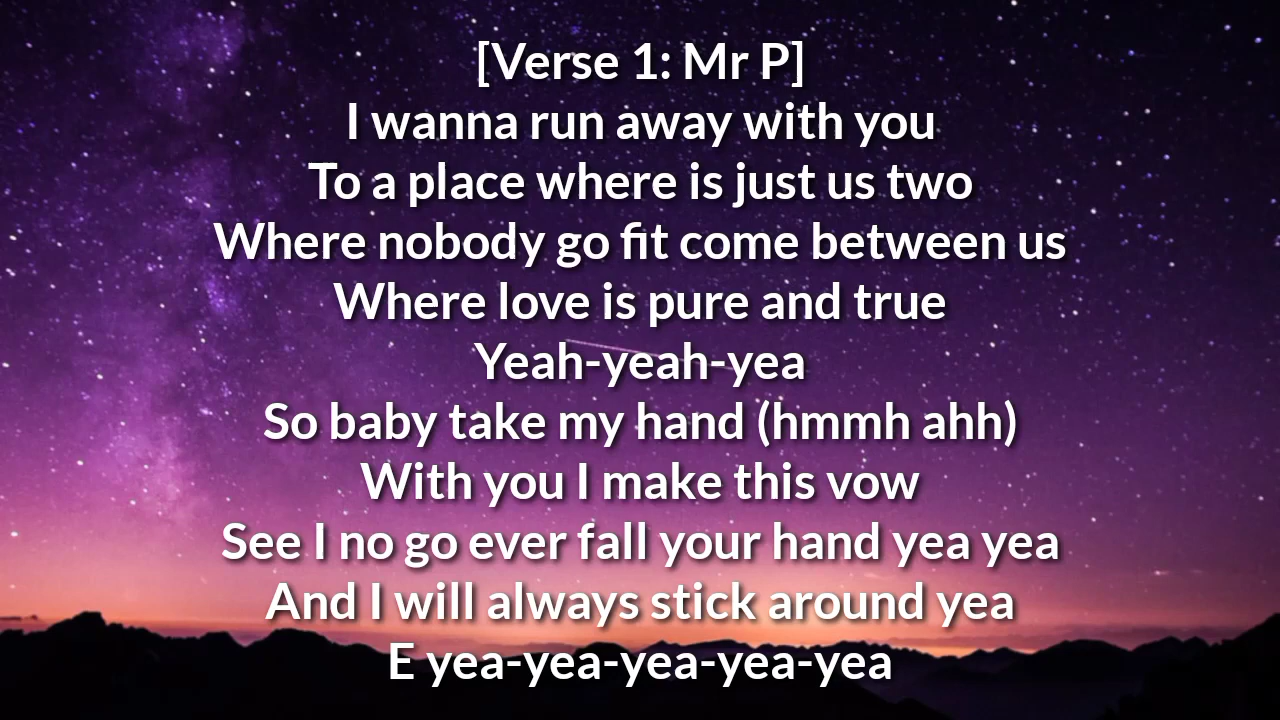 [Verse 1: Mr P]
I wanna run away with you
To a place where is just us two
Where nobody go fit come between us
Where love is pure and true
Yeah-yeah-yea
So baby take my hand (hmmh ahh)
With you I make this vow
See I no go ever fall your hand yea yea
And I will always stick around yea
E yea-yea-yea-yea-yea